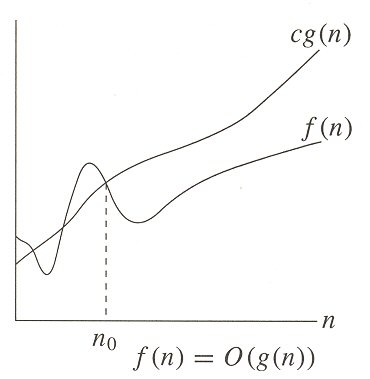 cg(n)
f(n)
n
n₀
f(n) = O(g(n))